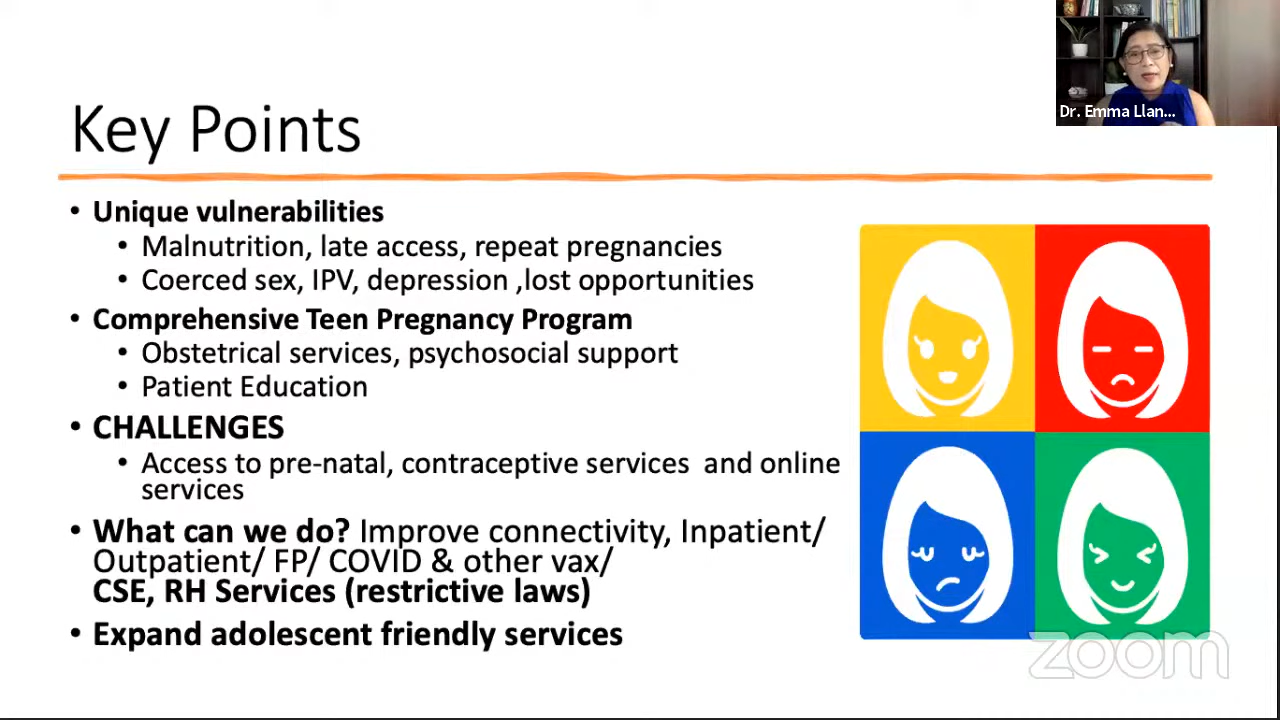 Dr. Emma Llan...
Key Points
• Unique vulnerabilities
• Malnutrition, late access, repeat pregnancies
• Coerced sex, IPV, depression ,lost opportunities
• Comprehensive Teen Pregnancy Program
• Obstetrical services, psychosocial support
• Patient Education
• CHALLENGES
• Access to pre-natal, contraceptive services and online
services
• What can we do? Improve connectivity, Inpatient/
Outpatient/ FP/ COVID & other vax/
CSE, RH Services (restrictive laws)
• Expand adolescent friendly services
zoom